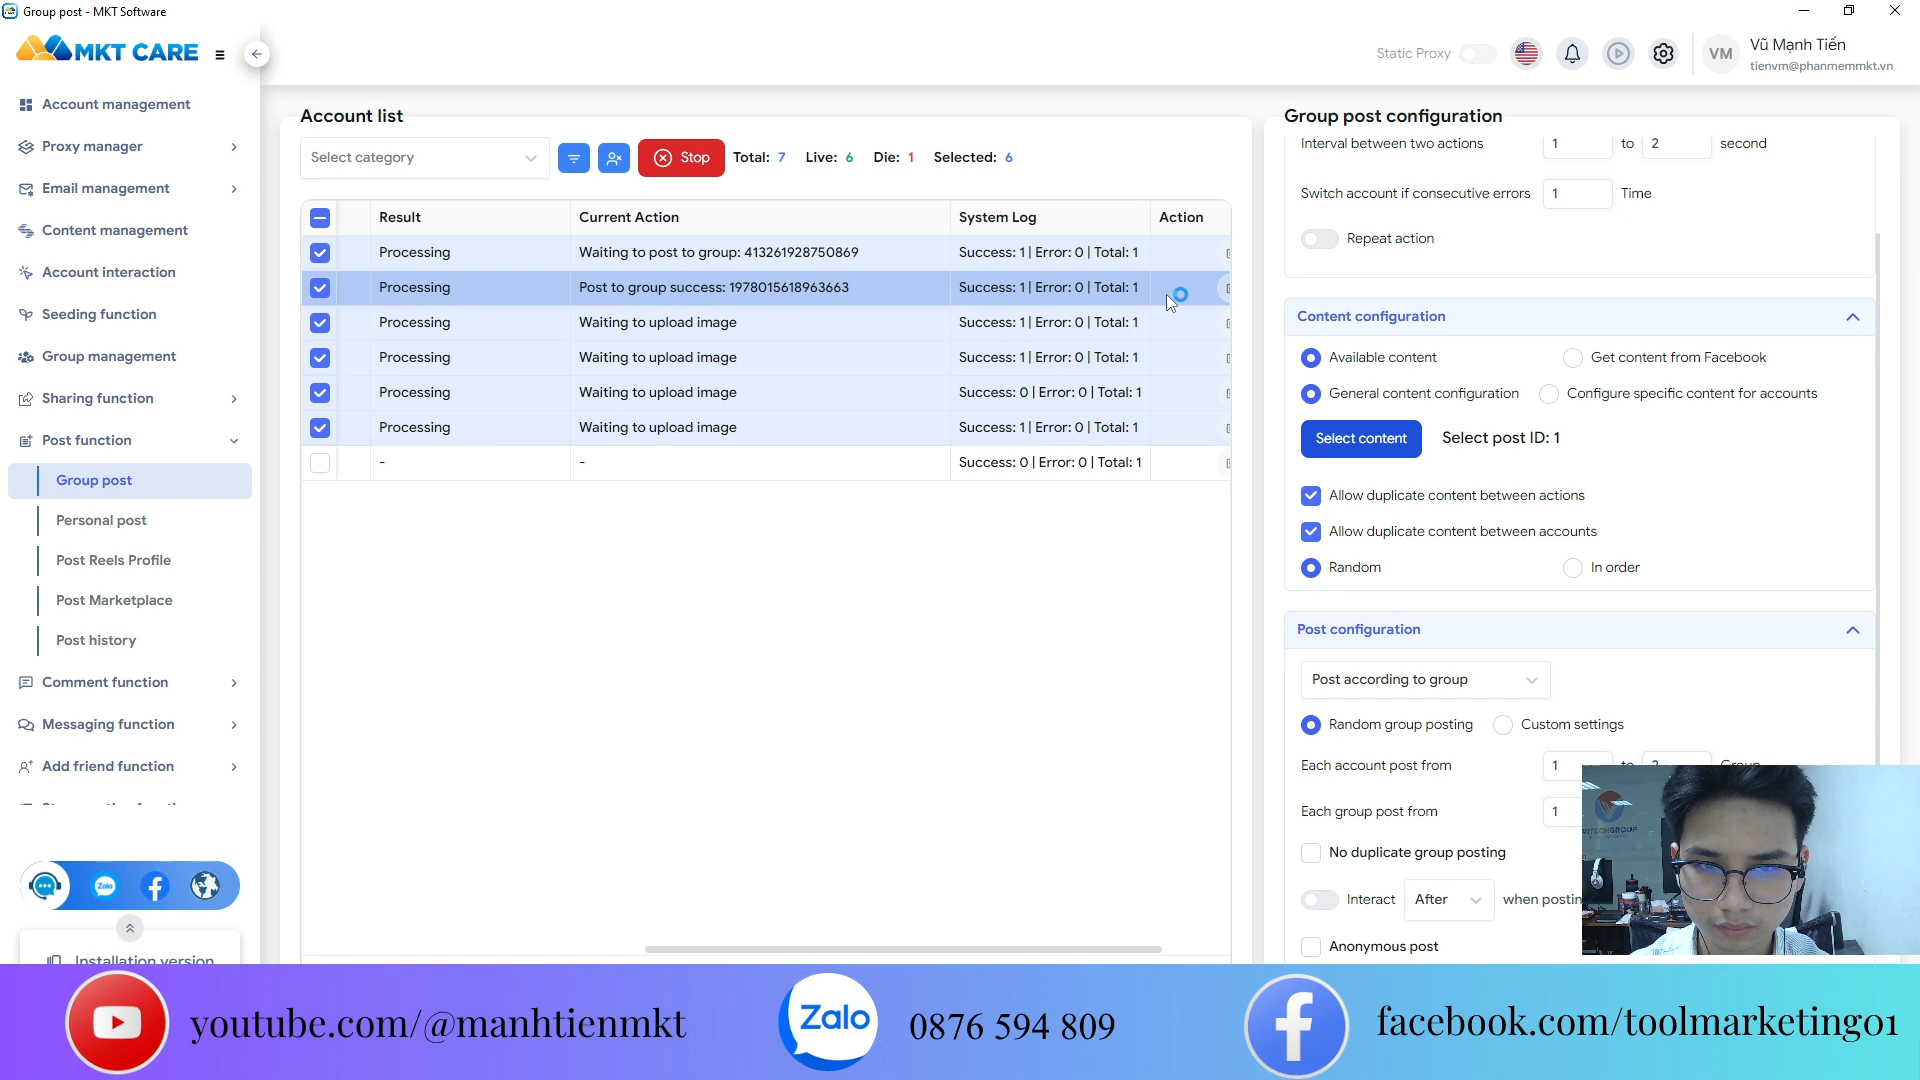 Group post - MKT Software
MKT CARE
Static Proxy
VM
Vũ Mạnh Tiến
tienvm@phanmemmkt.vn
Account management
Proxy manager
Email management
Content management
Account interaction
Seeding function
Group management
Sharing function
Post function
Group post
Personal post
Post Reels Profile
Post Marketplace
Post history
Comment function
Messaging function
Add friend function
Zalo
Installation version
Account list
Select category
Stop
Total: 7
Live: 6
Die: 1
Selected: 6
Result Current Action System Log Action
Processing Waiting to post to group: 413261928750869 Success: 1 | Error: 0 | Total: 1
Processing Post to group success: 1978015618963663 Success: 1 | Error: 0 | Total: 1
Processing Waiting to upload image Success: 1 | Error: 0 | Total: 1
Processing Waiting to upload image Success: 1 | Error: 0 | Total: 1
Processing Waiting to upload image Success: 0 | Error: 0 | Total: 1
Processing Waiting to upload image Success: 1 | Error: 0 | Total: 1
- - Success: 0 | Error: 0 | Total: 1
Group post configuration
Interval between two actions 1 to 2 second
Switch account if consecutive errors 1 Time
Repeat action
Content configuration
Available content Get content from Facebook
General content configuration Configure specific content for accounts
Select content Select post ID: 1
Allow duplicate content between actions
Allow duplicate content between accounts
Random In order
Post configuration
Post according to group
Random group posting Custom settings
Each account post from 1 to 2 Group
Each group post from 1
No duplicate group posting
Interact After when postin
Anonymous post
youtube.com/@manhtienmkt
Zalo
0876 594 809
facebook.com/toolmarketing01